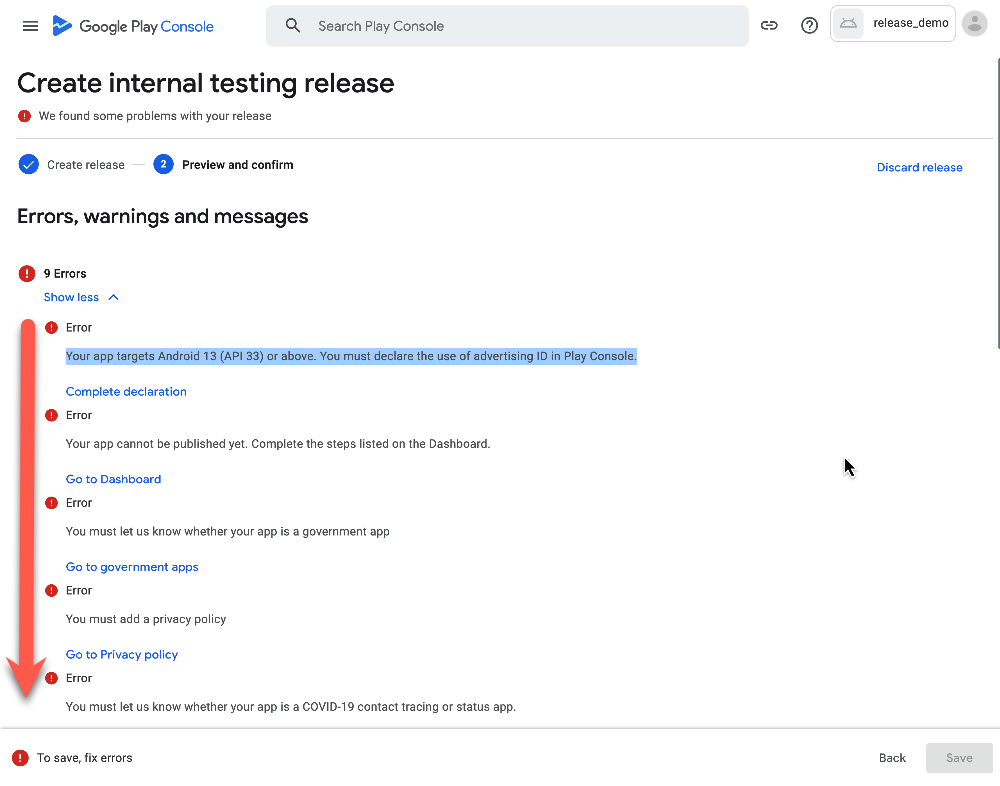 Google Play Console
Search Play Console
release_demo
Create internal testing release
We found some problems with your release
Create release
2
Preview and confirm
Discard release
Errors, warnings and messages
9 Errors
Show less
Error
Your app targets Android 13 (API 33) or above. You must declare the use of advertising ID in Play Console.
Complete declaration
Error
Your app cannot be published yet. Complete the steps listed on the Dashboard.
Go to Dashboard
Error
You must let us know whether your app is a government app
Go to government apps
Error
You must add a privacy policy
Go to Privacy policy
Error
You must let us know whether your app is a COVID-19 contact tracing or status app.
To save, fix errors
Back
Save